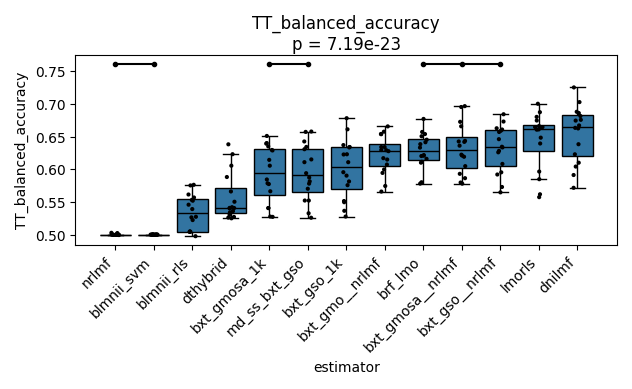 TT_balanced_accuracy
p = 7.19e-23
TT_balanced_accuracy
0.75
0.70
0.65
0.60
0.55
0.50
nrlmf
blmnii_svm
blmnii_rls
dthybrid
bxt_gmosa_1k
md_ss_bxt_gso
bxt_gso_1k
bxt_gmo__nrlmf
brf_lmo
bxt_gmosa__nrlmf
bxt_gso__nrlmf
lmorls
dnilmf
estimator